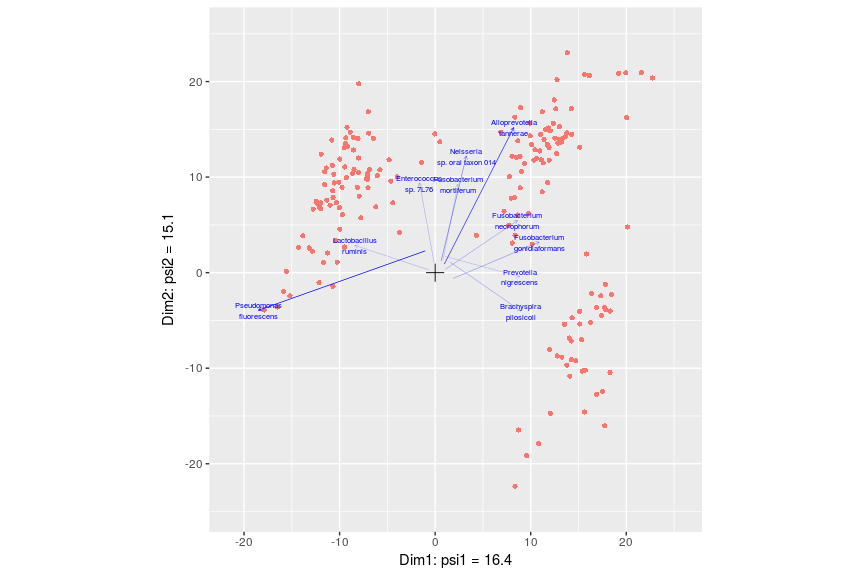 20
10
0
-10
-20
-20
-10
0
10
20
Dim2: psi2 = 15.1
Dim1: psi1 = 16.4
Alloprevotella
tannerae
Neisseria
sp. oral taxon 014
Enterococcus
sp. 7L76
Fusobacterium
mortiferum
Fusobacterium
necrophorum
Fusobacterium
gonidiaformans
Lactobacillus
ruminis
Prevotella
nigrescens
Pseudomonas
fluorescens
Brachyspira
pilosicoli